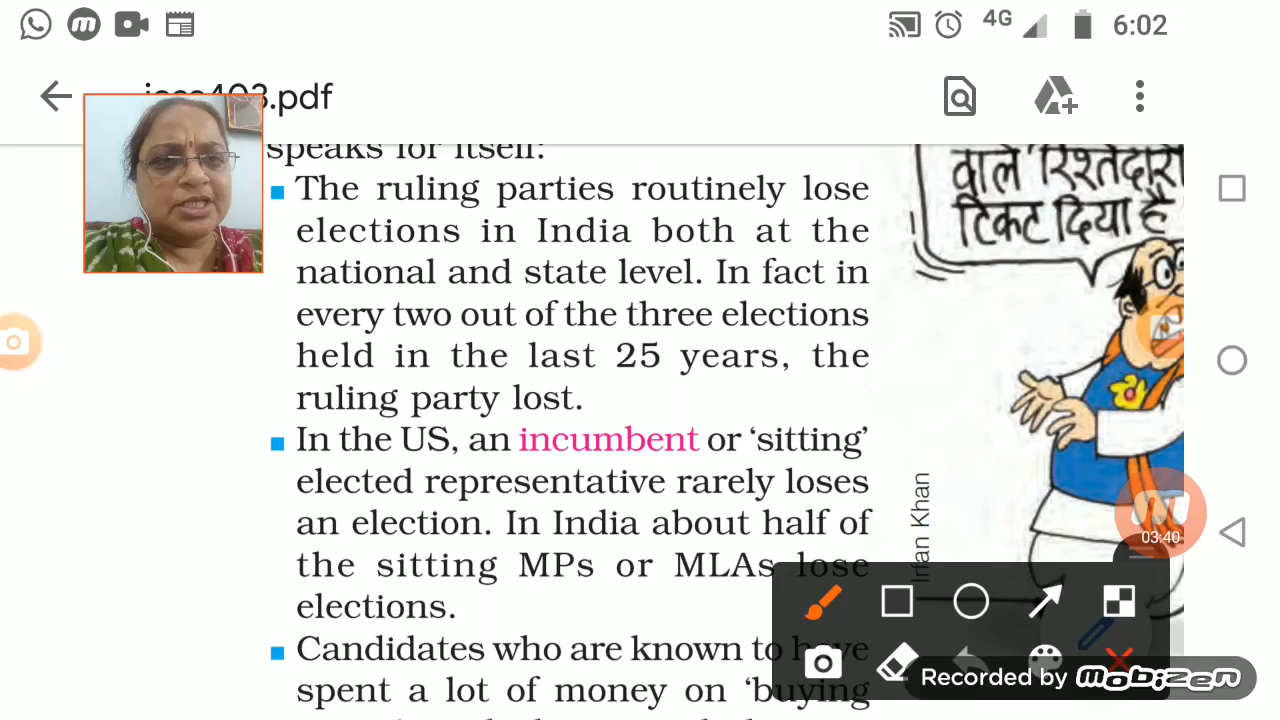 4G
6:02
.pdf
speaks for itself:
वाले रिश्तेदारों
टिकट दिया है
The ruling parties routinely lose
elections in India both at the
national and state level. In fact in
every two out of the three elections
held in the last 25 years, the
ruling party lost.
In the US, an incumbent or ‘sitting’
elected representative rarely loses
an election. In India about half of
the sitting MPs or MLAs lose
elections.
Candidates who are known to have
spent a lot of money on ‘buying
Irfan Khan
03:40
Recorded by mobizen